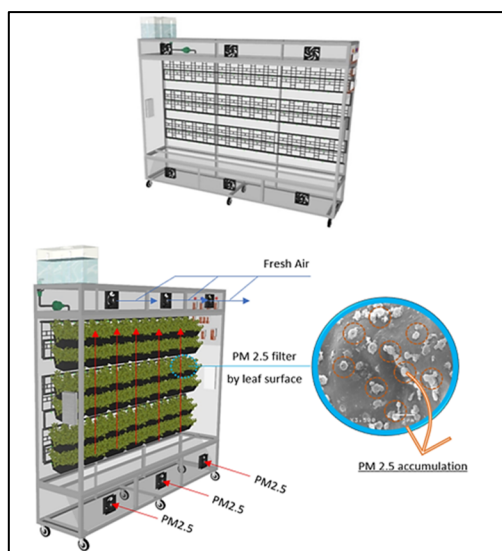 Fresh Air
PM 2.5 filter
by leaf surface
PM 2.5 accumulation
PM2.5
PM2.5
PM2.5